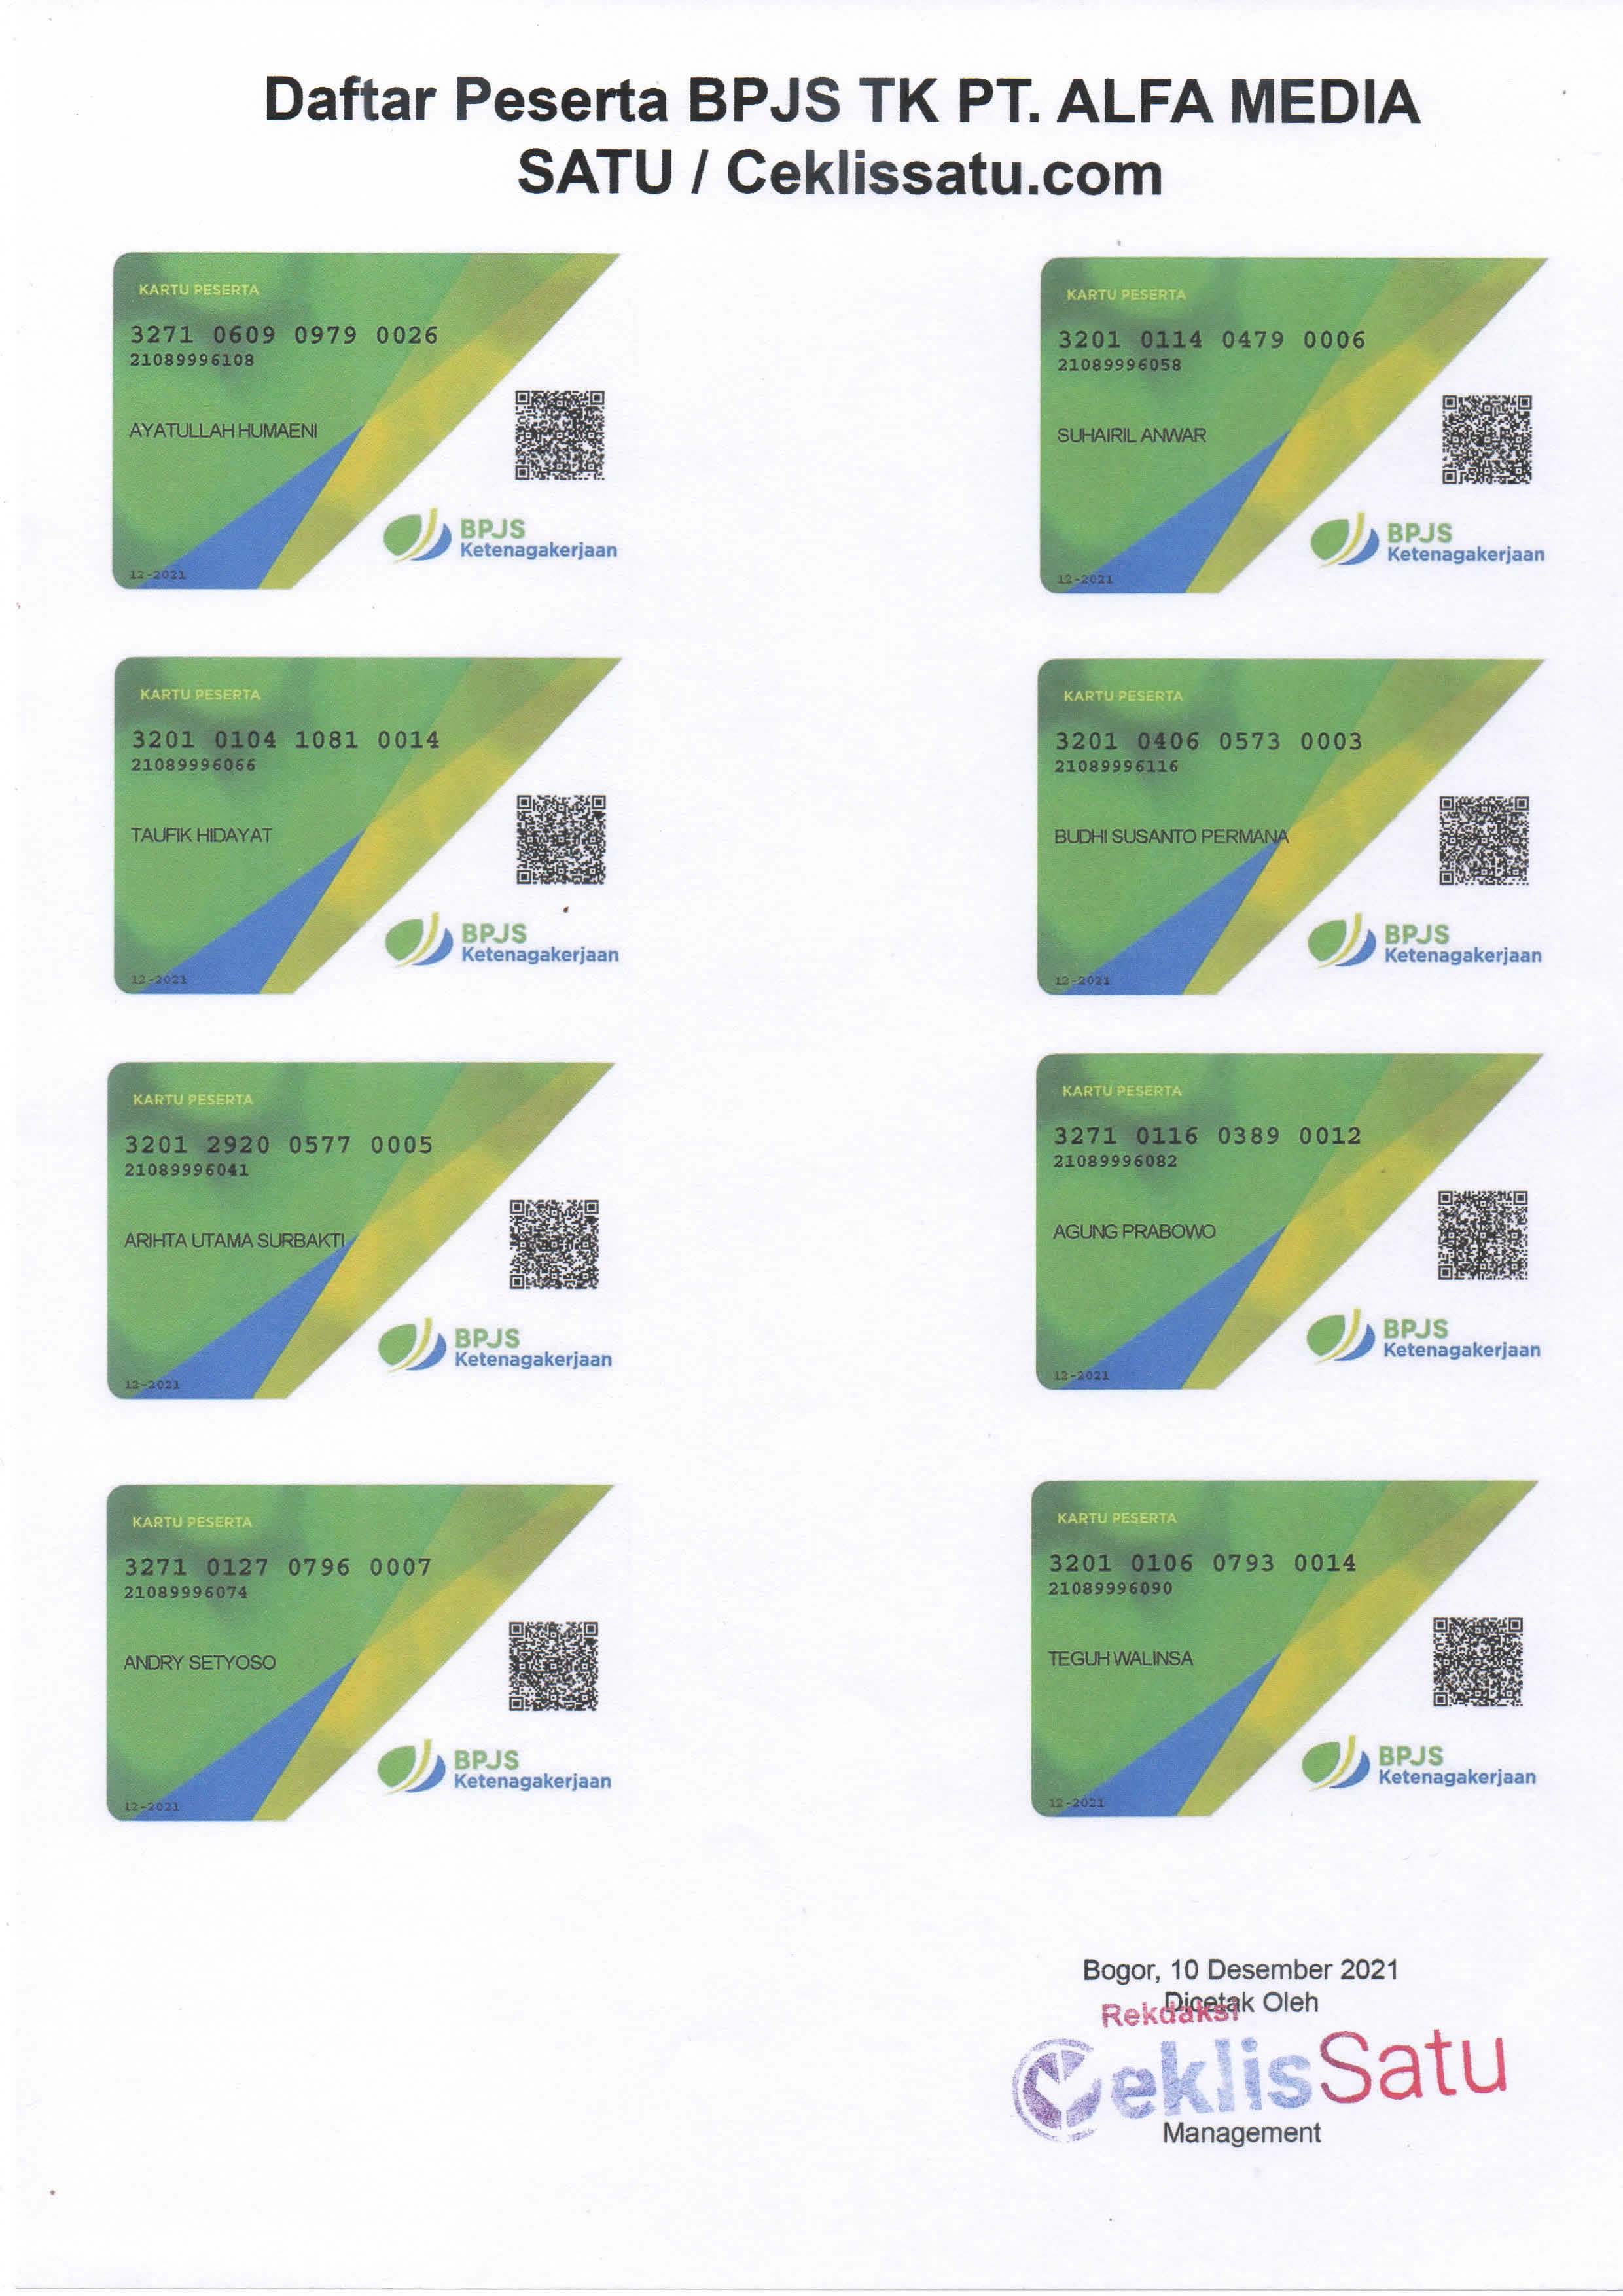 Daftar Peserta BPJS TK PT. ALFA MEDIA
SATU / Ceklissatu.com
KARTU PESERTA
3271 0609 0979 0026
21089996108
AYATULLAH HUMAENI
BPJS
Ketenagakerjaan
12-2021
KARTU PESERTA
3201 0114 0479 0006
21089996058
SUHAIRIL ANWAR
BPJS
Ketenagakerjaan
12-2021
KARTU PESERTA
3201 0104 1081 0014
21089996066
TAUFIK HIDAYAT
BPJS
Ketenagakerjaan
12-2021
KARTU PESERTA
3201 0406 0573 0003
21089996116
BUDHI SUSANTO PERMANA
BPJS
Ketenagakerjaan
12-2021
KARTU PESERTA
3201 2920 0577 0005
21089996041
ARIHTA UTAMA SURBAKTI
BPJS
Ketenagakerjaan
12-2021
KARTU PESERTA
3271 0116 0389 0012
21089996082
AGUNG PRABOWO
BPJS
Ketenagakerjaan
12-2021
KARTU PESERTA
3271 0127 0796 0007
21089996074
ANDRY SETYOSO
BPJS
Ketenagakerjaan
12-2021
KARTU PESERTA
3201 0106 0793 0014
21089996090
TEGUH WALINSA
BPJS
Ketenagakerjaan
12-2021
Bogor, 10 Desember 2021
Dicetak Oleh
Rekdaksi
CeklisSatu
Management